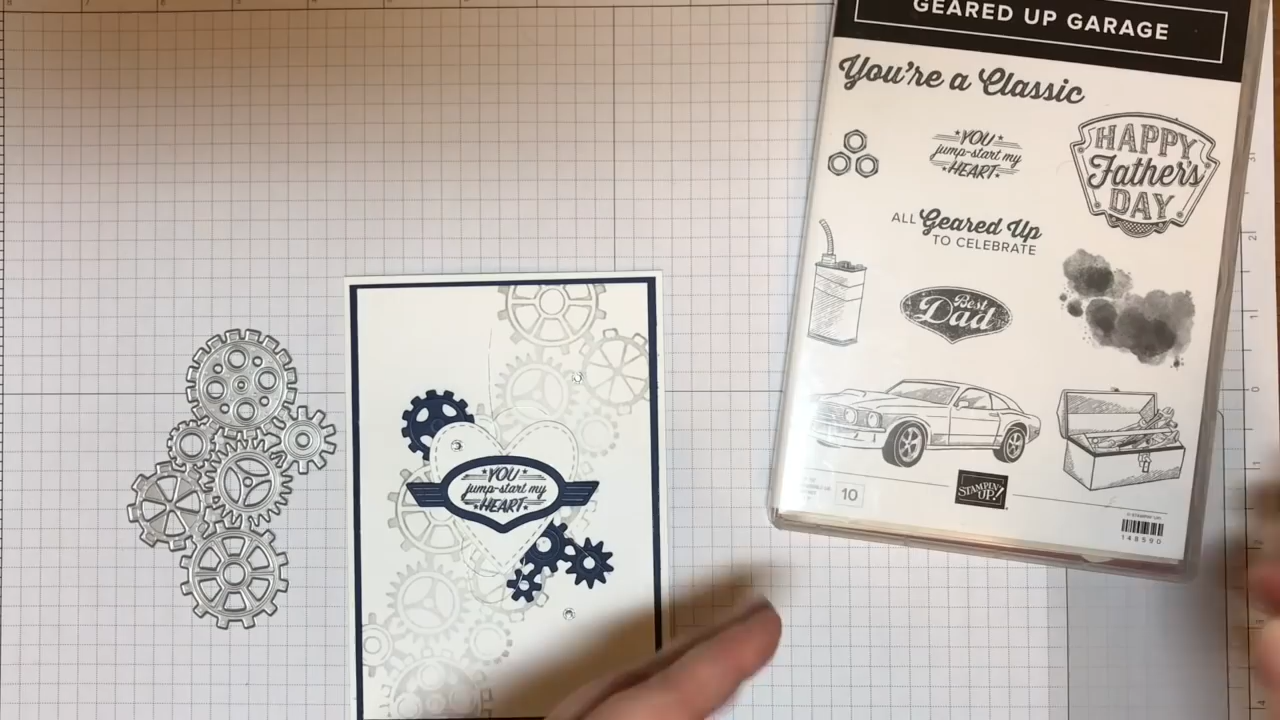 GEARED UP GARAGE
You're a Classic
YOU
jump-start my
HEART
HAPPY
Father's
DAY
ALL Geared Up
TO CELEBRATE
Best
Dad
10
STAMPIN' UP!
148590
YOU
jump-start my
HEART